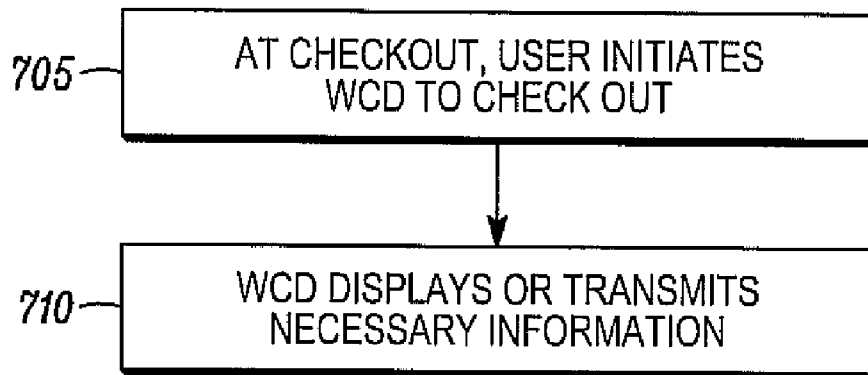 705
AT CHECKOUT, USER INITIATES
WCD TO CHECK OUT
710
WCD DISPLAYS OR TRANSMITS
NECESSARY INFORMATION